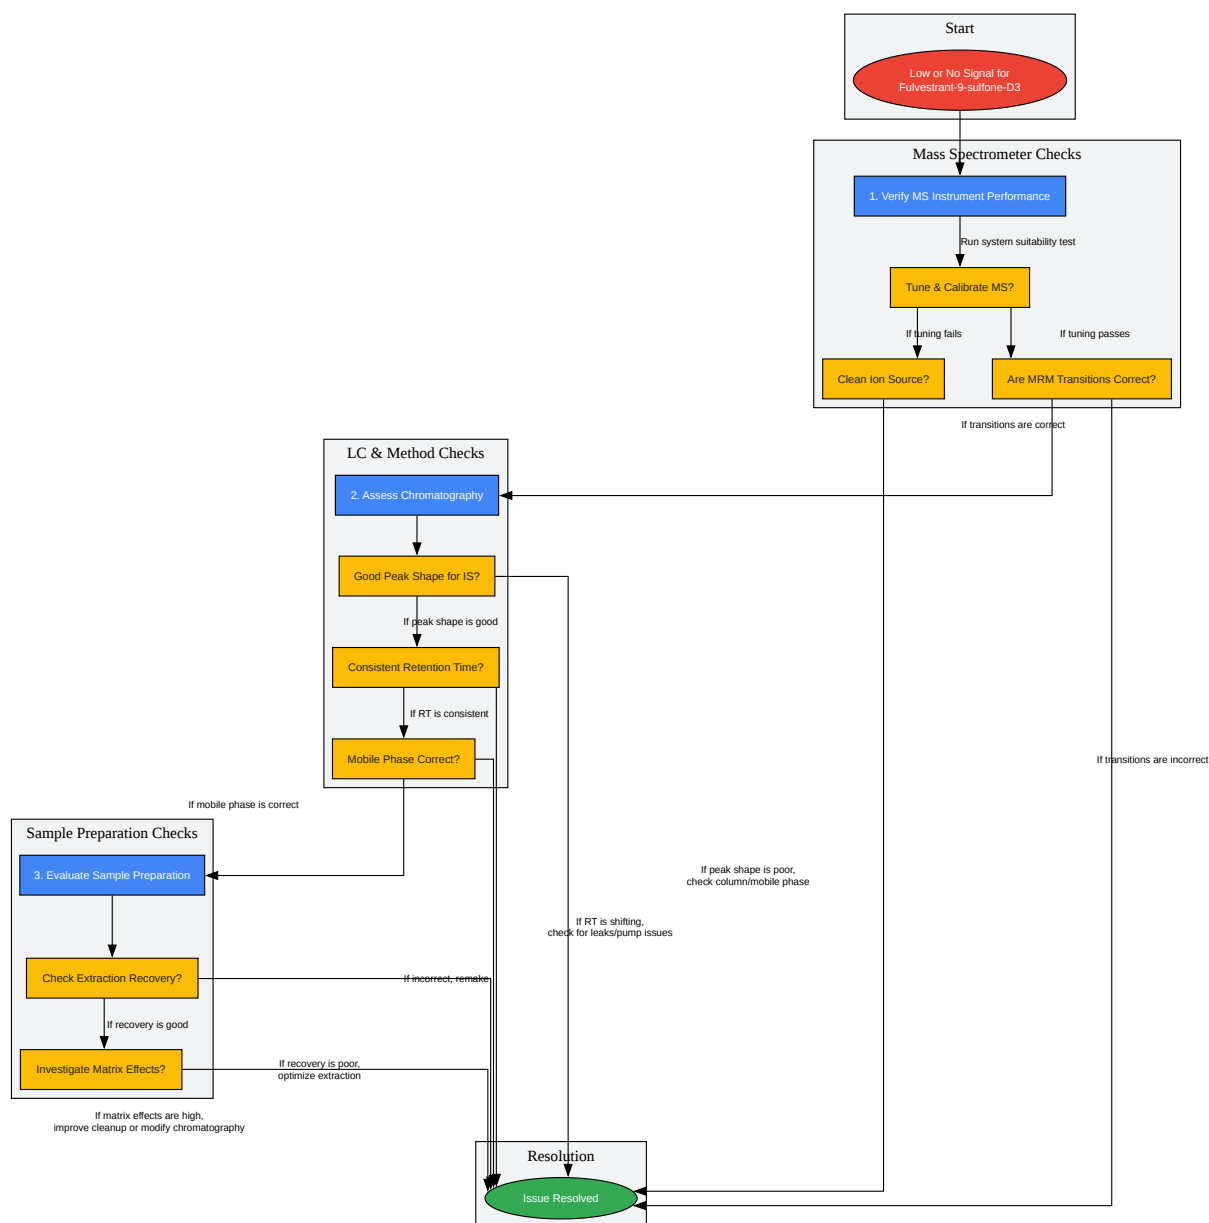 Start
Low or No Signal for
Fulvestrant-9-sulfone-D3
Mass Spectrometer Checks
1. Verify MS Instrument Performance
Run system suitability test
Tune & Calibrate MS?
If tuning fails
If tuning passes
Clean Ion Source?
Are MRM Transitions Correct?
If transitions are correct
LC & Method Checks
2. Assess Chromatography
Good Peak Shape for IS?
If peak shape is good
Consistent Retention Time?
If RT is consistent
Mobile Phase Correct?
If transitions are incorrect
If mobile phase is correct
Sample Preparation Checks
3. Evaluate Sample Preparation
If peak shape is poor,
check column/mobile phase
If RT is shifting,
check for leaks/pump issues
Check Extraction Recovery?
If incorrect, remake
If recovery is good
Investigate Matrix Effects?
If recovery is poor,
optimize extraction
If matrix effects are high,
improve cleanup or modify chromatography
Resolution
Issue Resolved